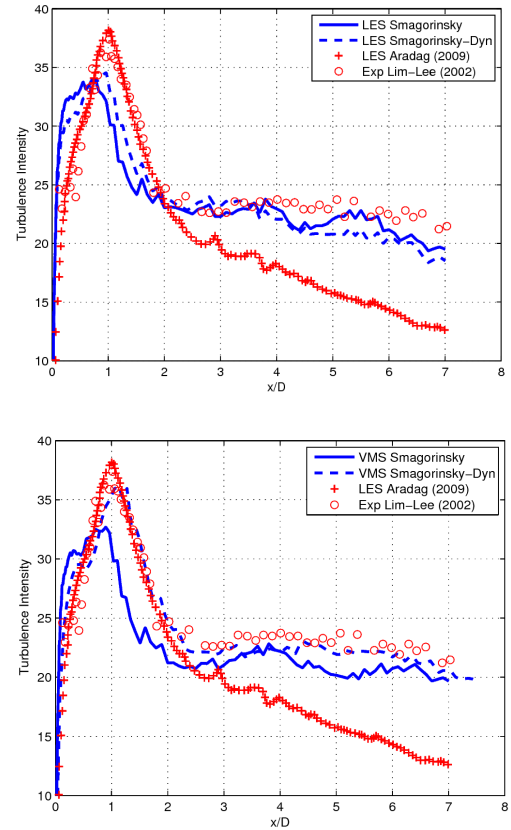 40
35
30
25
20
15
10
0
1
2
3
4
5
6
7
8
x/D
Turbulence Intensity
LES Smagorinsky
LES Smagorinsky-Dyn
LES Aradag (2009)
Exp Lim-Lee (2002)
40
35
30
25
20
15
10
0
1
2
3
4
5
6
7
8
x/D
Turbulence Intensity
VMS Smagorinsky
VMS Smagorinsky-Dyn
LES Aradag (2009)
Exp Lim-Lee (2002)